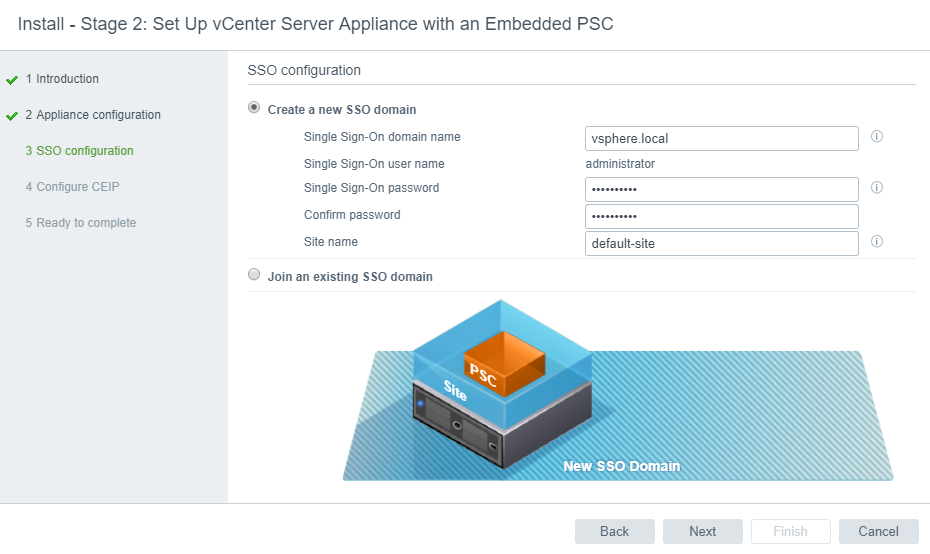 Install - Stage 2: Set Up vCenter Server Appliance with an Embedded PSC
1 Introduction
2 Appliance configuration
3 SSO configuration
4 Configure CEIP
5 Ready to complete
SSO configuration
Create a new SSO domain
Single Sign-On domain name vsphere.local
Single Sign-On user name administrator
Single Sign-On password ••••••••••
Confirm password ••••••••••
Site name default-site
Join an existing SSO domain
PSC
Site
New SSO Domain
Back Next Finish Cancel